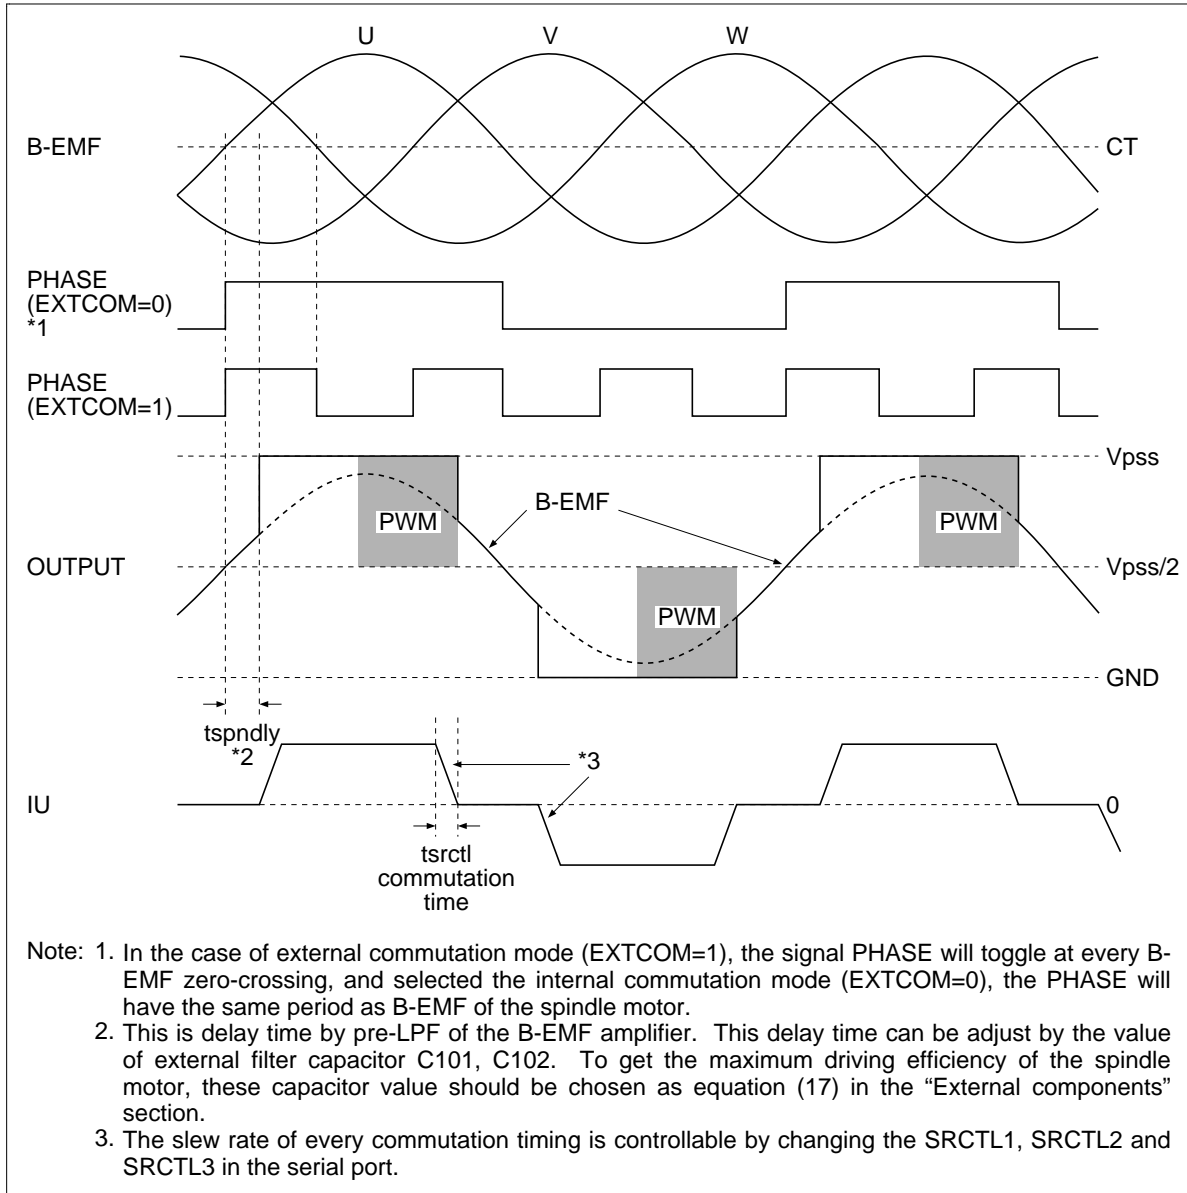 U V W
B-EMF CT
PHASE
(EXTCOM=0)
*1
PHASE
(EXTCOM=1)
Vpss
B-EMF
PWM PWM
OUTPUT Vpss/2
PWM
GND
tspndly
*2
*3
IU 0
tsrctl
commutation
time
Note: 1. In the case of external commutation mode (EXTCOM=1), the signal PHASE will toggle at every B-
EMF zero-crossing, and selected the internal commutation mode (EXTCOM=0), the PHASE will
have the same period as B-EMF of the spindle motor.
2. This is delay time by pre-LPF of the B-EMF amplifier. This delay time can be adjust by the value
of external filter capacitor C101, C102. To get the maximum driving efficiency of the spindle
motor, these capacitor value should be chosen as equation (17) in the “External components”
section.
3. The slew rate of every commutation timing is controllable by changing the SRCTL1, SRCTL2 and
SRCTL3 in the serial port.